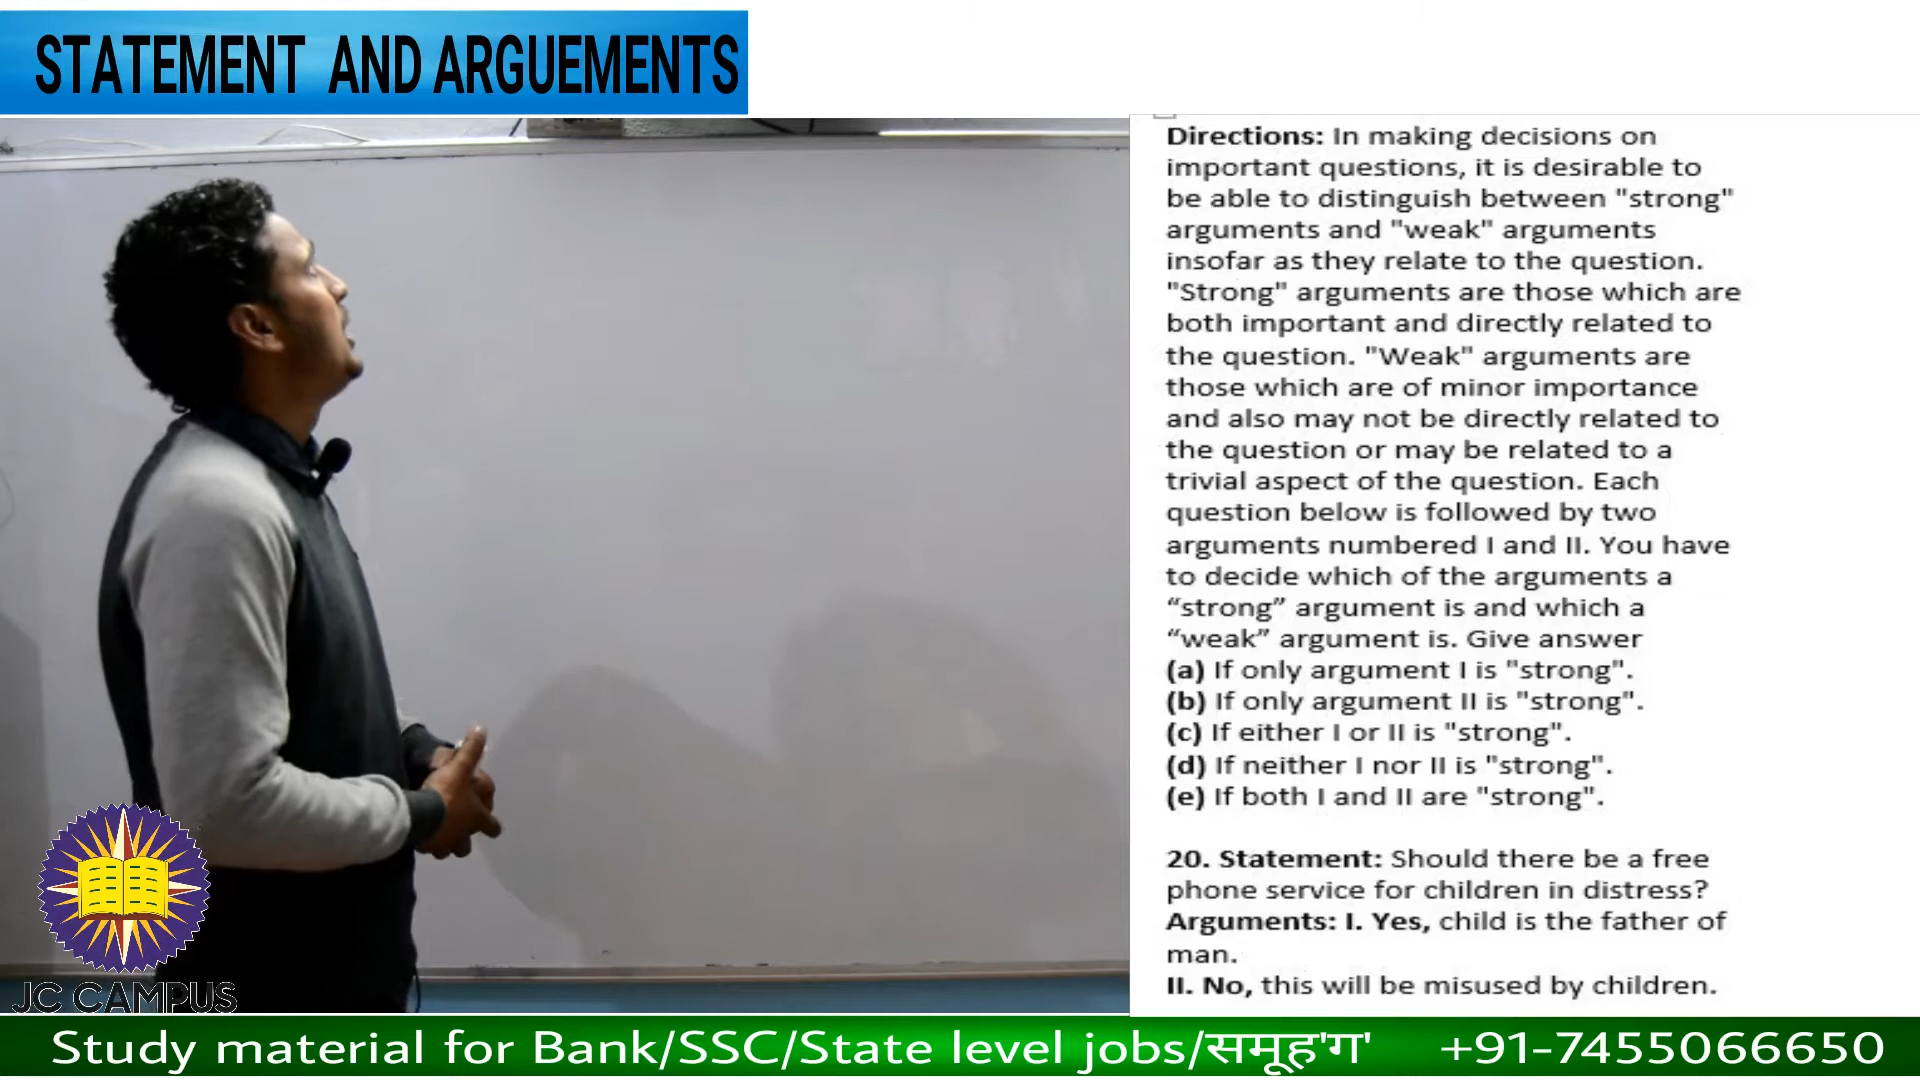 STATEMENT AND ARGUEMENTS
Directions: In making decisions on
important questions, it is desirable to
be able to distinguish between "strong"
arguments and "weak" arguments
insofar as they relate to the question.
"Strong" arguments are those which are
both important and directly related to
the question. "Weak" arguments are
those which are of minor importance
and also may not be directly related to
the question or may be related to a
trivial aspect of the question. Each
question below is followed by two
arguments numbered I and II. You have
to decide which of the arguments a
“strong” argument is and which a
“weak” argument is. Give answer
(a) If only argument I is "strong".
(b) If only argument II is "strong".
(c) If either I or II is "strong".
(d) If neither I nor II is "strong".
(e) If both I and II are "strong".
20. Statement: Should there be a free
phone service for children in distress?
Arguments: I. Yes, child is the father of
man.
II. No, this will be misused by children.
JC CAMPUS
Study material for Bank/SSC/State level jobs/समूह'ग' +91-7455066650